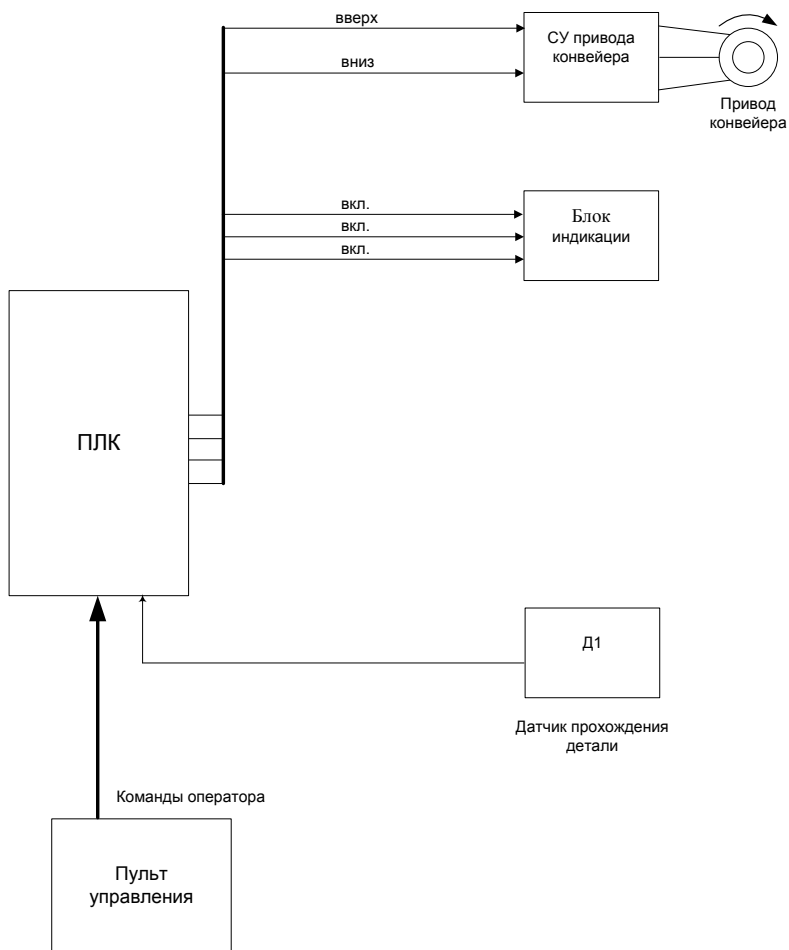 вверх
СУ привода
конвейера
вниз
Привод
конвейера
вкл.
вкл.
вкл.
Блок
индикации
ПЛК
Д1
Датчик прохождения
детали
Команды оператора
Пульт
управления